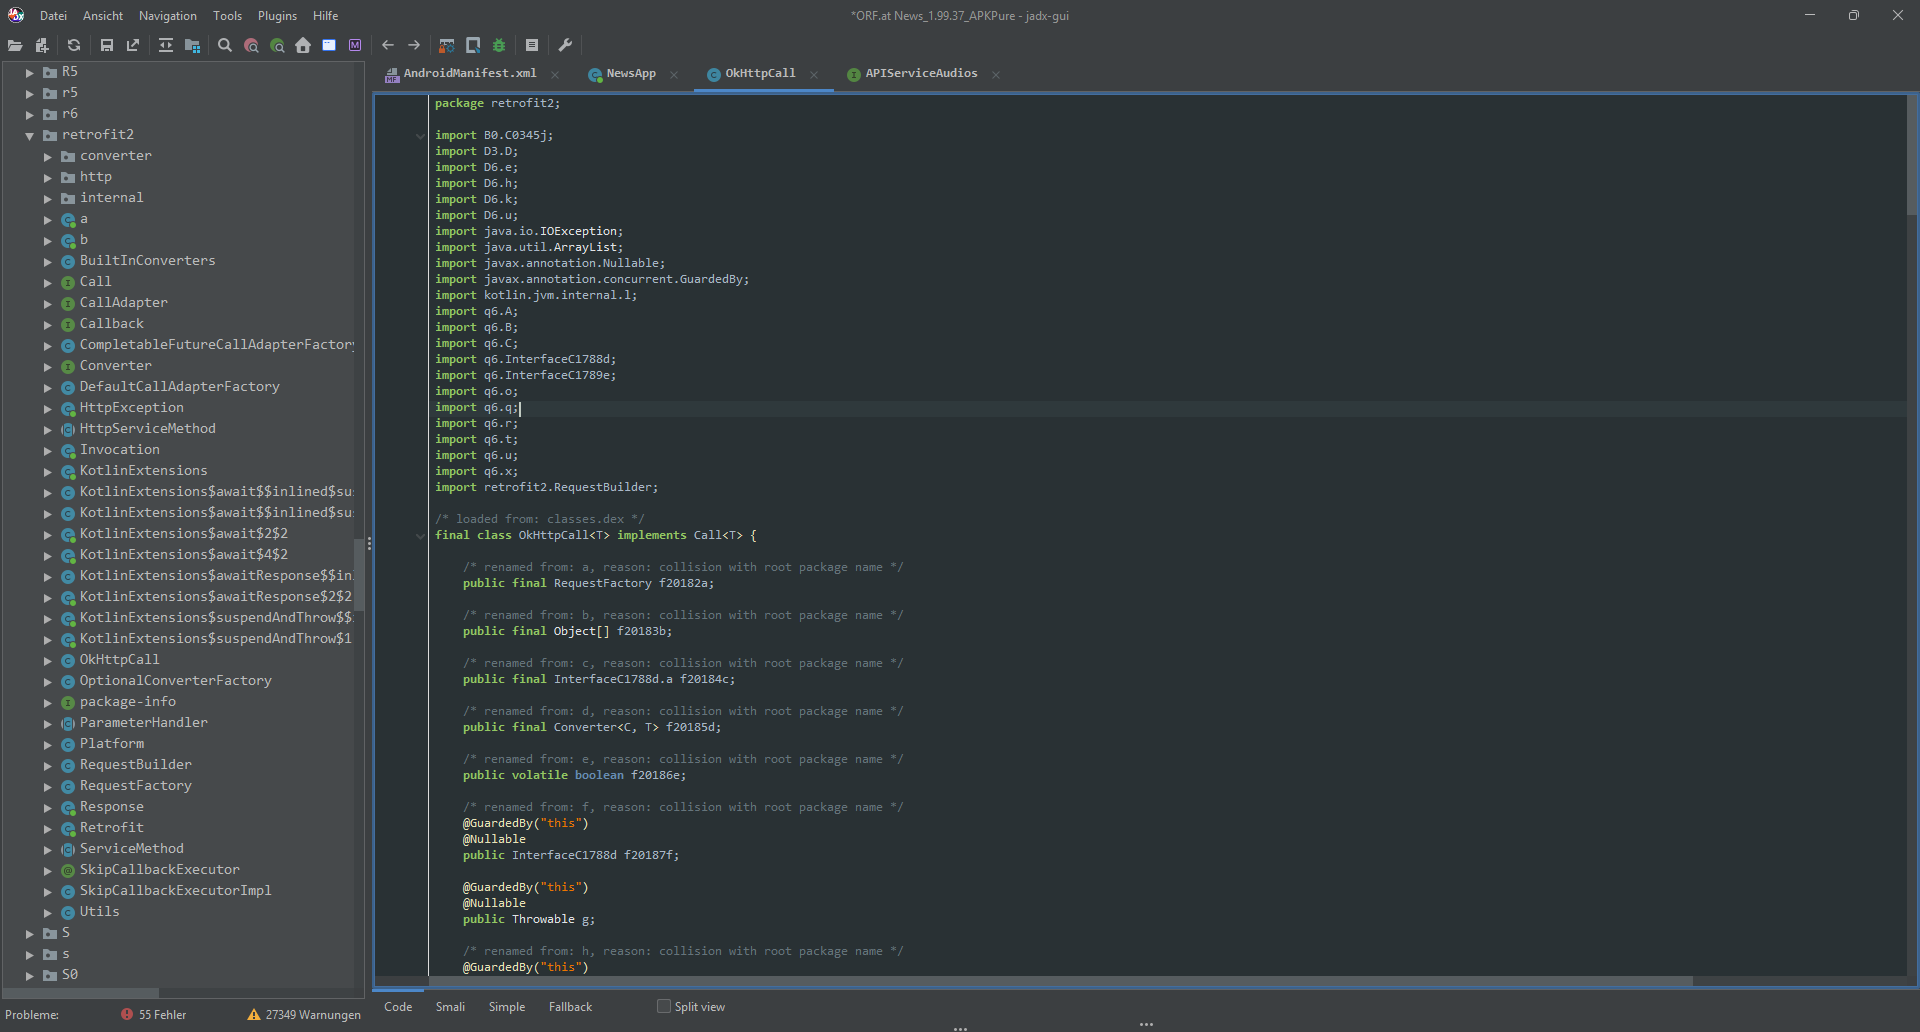 Datei Ansicht Navigation Tools Plugins Hilfe
*ORF.at News_1.99.37_APKPure - jadx-gui
R5
r5
r6
retrofit2
converter
http
internal
a
b
BuiltInConverters
Call
CallAdapter
Callback
CompletableFutureCallAdapterFactory
Converter
DefaultCallAdapterFactory
HttpException
HttpServiceMethod
Invocation
KotlinExtensions
KotlinExtensions$await$$inlined$su
KotlinExtensions$await$$inlined$su
KotlinExtensions$await$2$2
KotlinExtensions$await$4$2
KotlinExtensions$awaitResponse$$in
KotlinExtensions$awaitResponse$2$2
KotlinExtensions$suspendAndThrow$$
KotlinExtensions$suspendAndThrow$1
OkHttpCall
OptionalConverterFactory
package-info
ParameterHandler
Platform
RequestBuilder
RequestFactory
Response
Retrofit
ServiceMethod
SkipCallbackExecutor
SkipCallbackExecutorImpl
Utils
S
s
S0
Probleme: 55 Fehler 27349 Warnungen
AndroidManifest.xml NewsApp OkHttpCall APIServiceAudios
package retrofit2;
import B0.C0345j;
import D3.D;
import D6.e;
import D6.h;
import D6.k;
import D6.u;
import java.io.IOException;
import java.util.ArrayList;
import javax.annotation.Nullable;
import javax.annotation.concurrent.GuardedBy;
import kotlin.jvm.internal.l;
import q6.A;
import q6.B;
import q6.C;
import q6.InterfaceC1788d;
import q6.InterfaceC1789e;
import q6.o;
import q6.q;
import q6.r;
import q6.t;
import q6.u;
import q6.x;
import retrofit2.RequestBuilder;
/* loaded from: classes.dex */
final class OkHttpCall<T> implements Call<T> {
/* renamed from: a, reason: collision with root package name */
public final RequestFactory f20182a;
/* renamed from: b, reason: collision with root package name */
public final Object[] f20183b;
/* renamed from: c, reason: collision with root package name */
public final InterfaceC1788d.a f20184c;
/* renamed from: d, reason: collision with root package name */
public final Converter<C, T> f20185d;
/* renamed from: e, reason: collision with root package name */
public volatile boolean f20186e;
/* renamed from: f, reason: collision with root package name */
@GuardedBy("this")
@Nullable
public InterfaceC1788d f20187f;
@GuardedBy("this")
@Nullable
public Throwable g;
/* renamed from: h, reason: collision with root package name */
@GuardedBy("this")
Code Smali Simple Fallback Split view